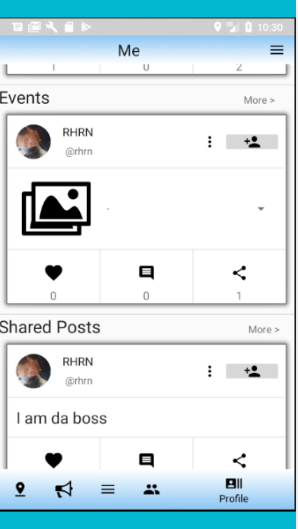 10:30
Me
1 0 2
Events More >
RHRN
@rhrn
-
0 0 1
Shared Posts More >
RHRN
@rhrn
I am da boss
Profile